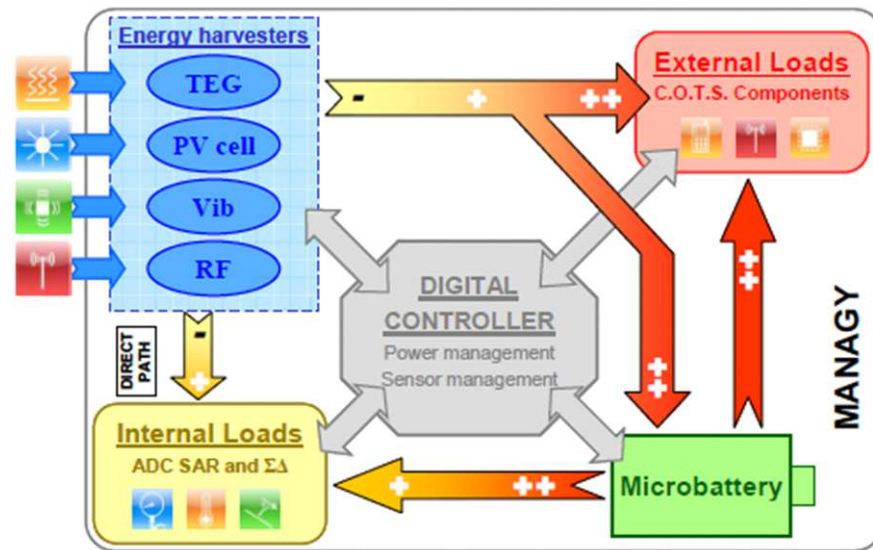 Energy harvesters
TEG
PV cell
Vib
RF
-
+
++
External Loads
C.O.T.S. Components
DIGITAL
CONTROLLER
Power management
Sensor management
++
++
MANAGY
-
+
DIRECT
PATH
Internal Loads
ADC SAR and ΣΔ
+
++
Microbattery